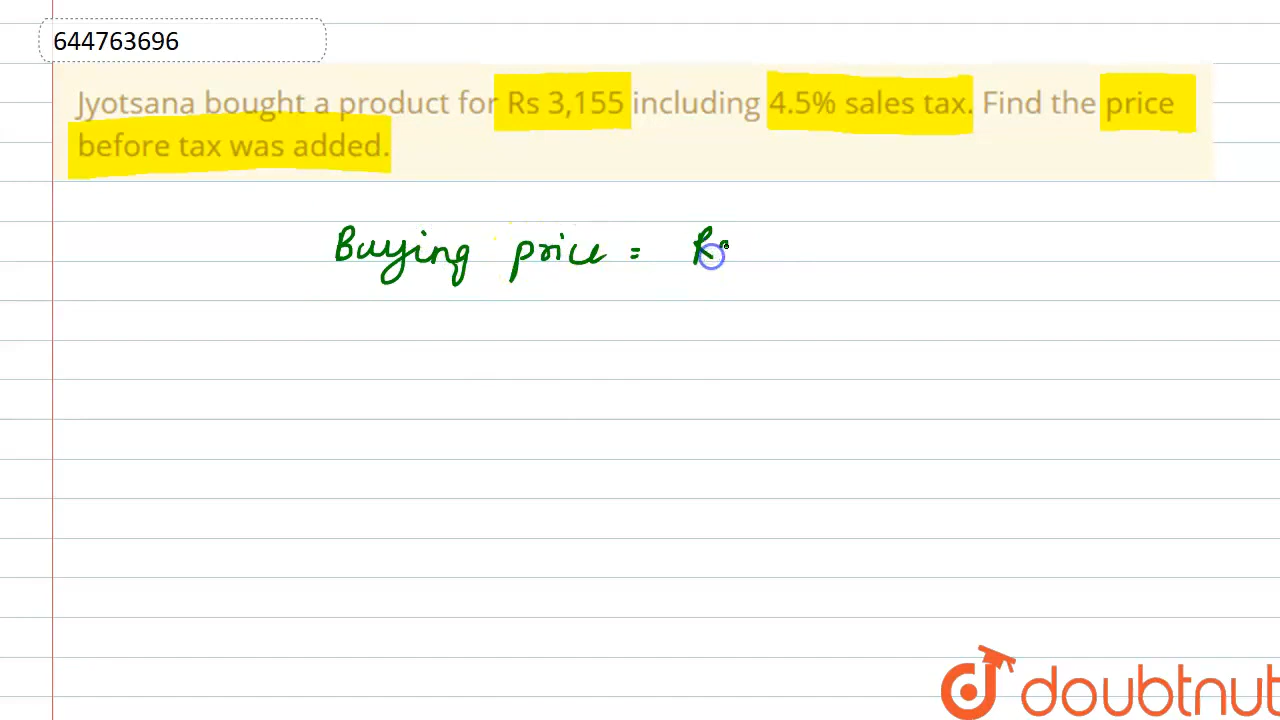 644763696
Jyotsana bought a product for Rs 3,155 including 4.5% sales tax. Find the price
before tax was added.
Buying price = Rs
doubtnut